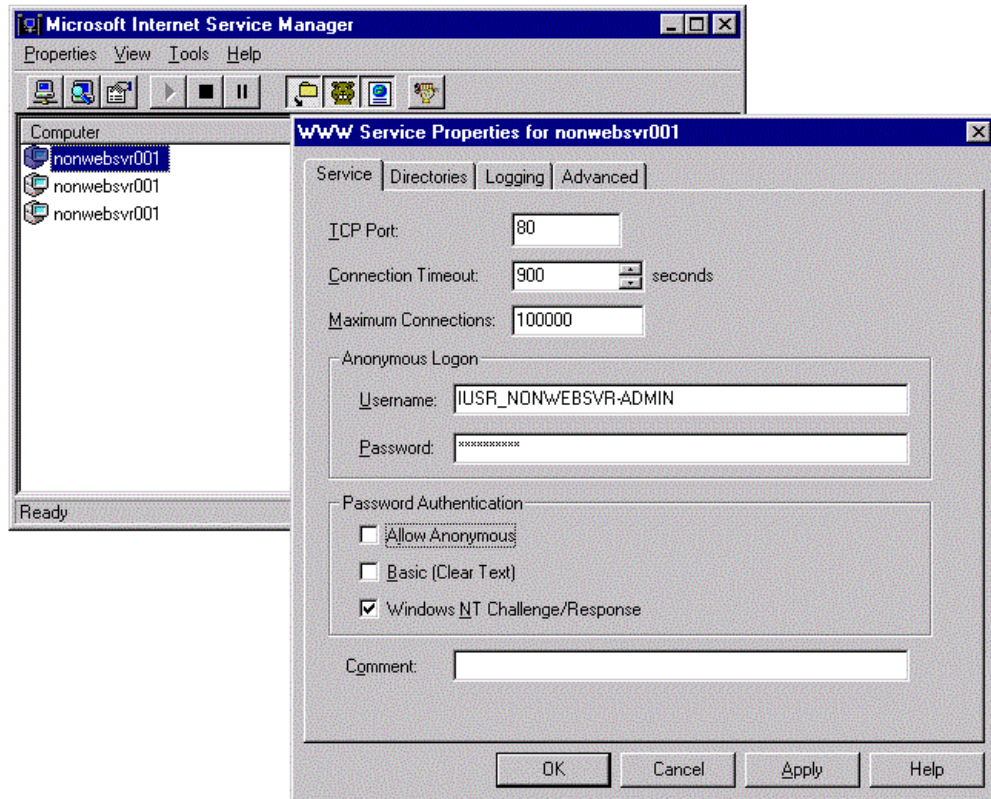 Microsoft Internet Service Manager
Properties View Tools Help
Computer
nonwebsvr001
nonwebsvr001
nonwebsvr001
Ready
WWW Service Properties for nonwebsvr001
Service Directories Logging Advanced
TCP Port: 80
Connection Timeout: 900 seconds
Maximum Connections: 100000
Anonymous Logon
Username: IUSR_NONWEBSVR-ADMIN
Password: **********
Password Authentication
Allow Anonymous
Basic (Clear Text)
Windows NT Challenge/Response
Comment:
OK Cancel Apply Help